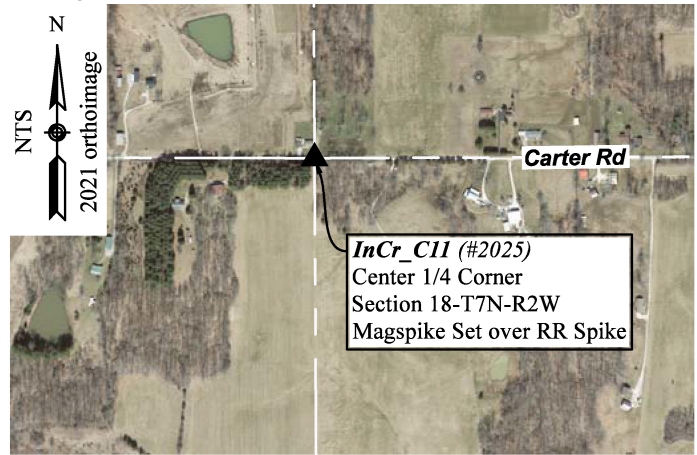 N
NTS
2021 orthoimage
Carter Rd
InCr_C11 (#2025)
Center 1/4 Corner
Section 18-T7N-R2W
Magspike Set over RR Spike